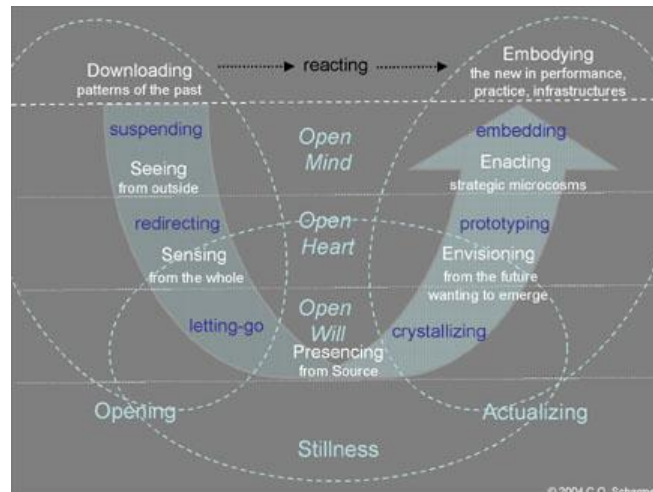 Downloading
patterns of the past
reacting
Embodying
the new in performance,
practice, infrastructures
suspending
Open
Mind
embedding
Seeing
from outside
Enacting
strategic microcosms
redirecting
Open
Heart
prototyping
Sensing
from the whole
Envisioning
from the future
wanting to emerge
letting-go
Open
Will
crystallizing
Presencing
from Source
Opening
Actualizing
Stillness
© 2004 C.O.